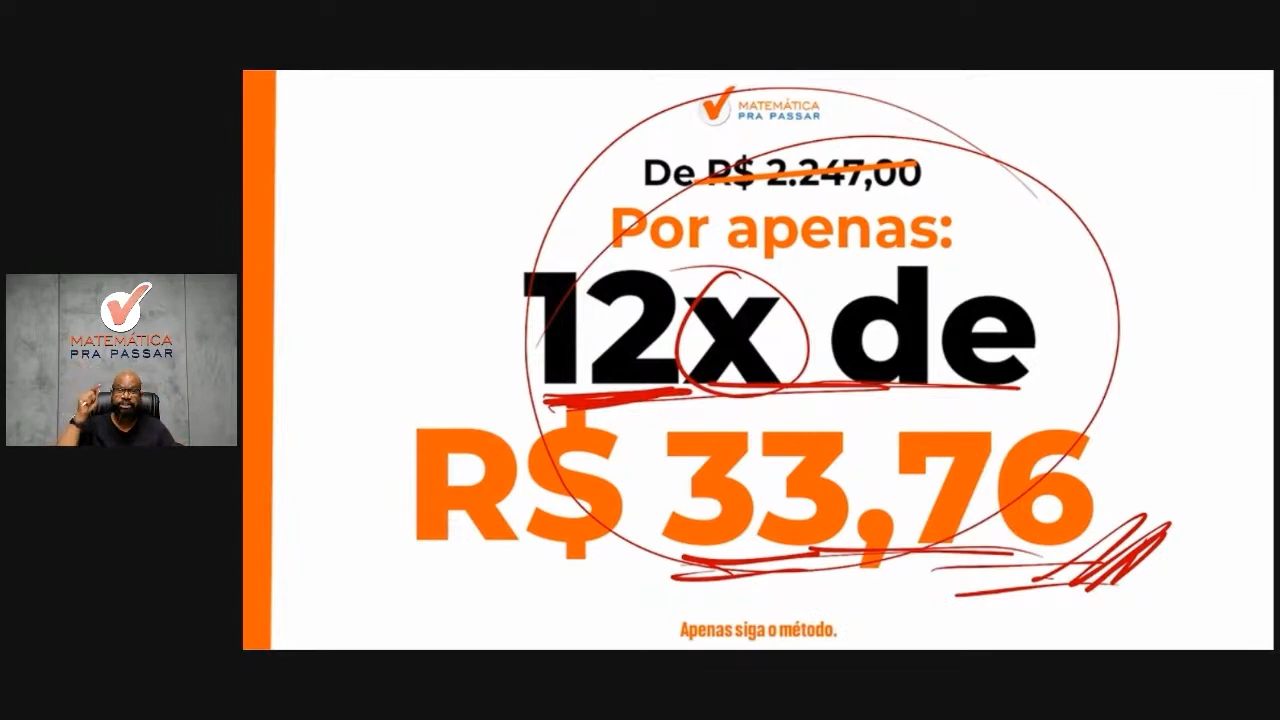 MATEMÁTICA
PRA PASSAR
De R$ 2.247,00
Por apenas:
12x de
R$ 33,76
Apenas siga o método.
MATEMÁTICA
PRA PASSAR